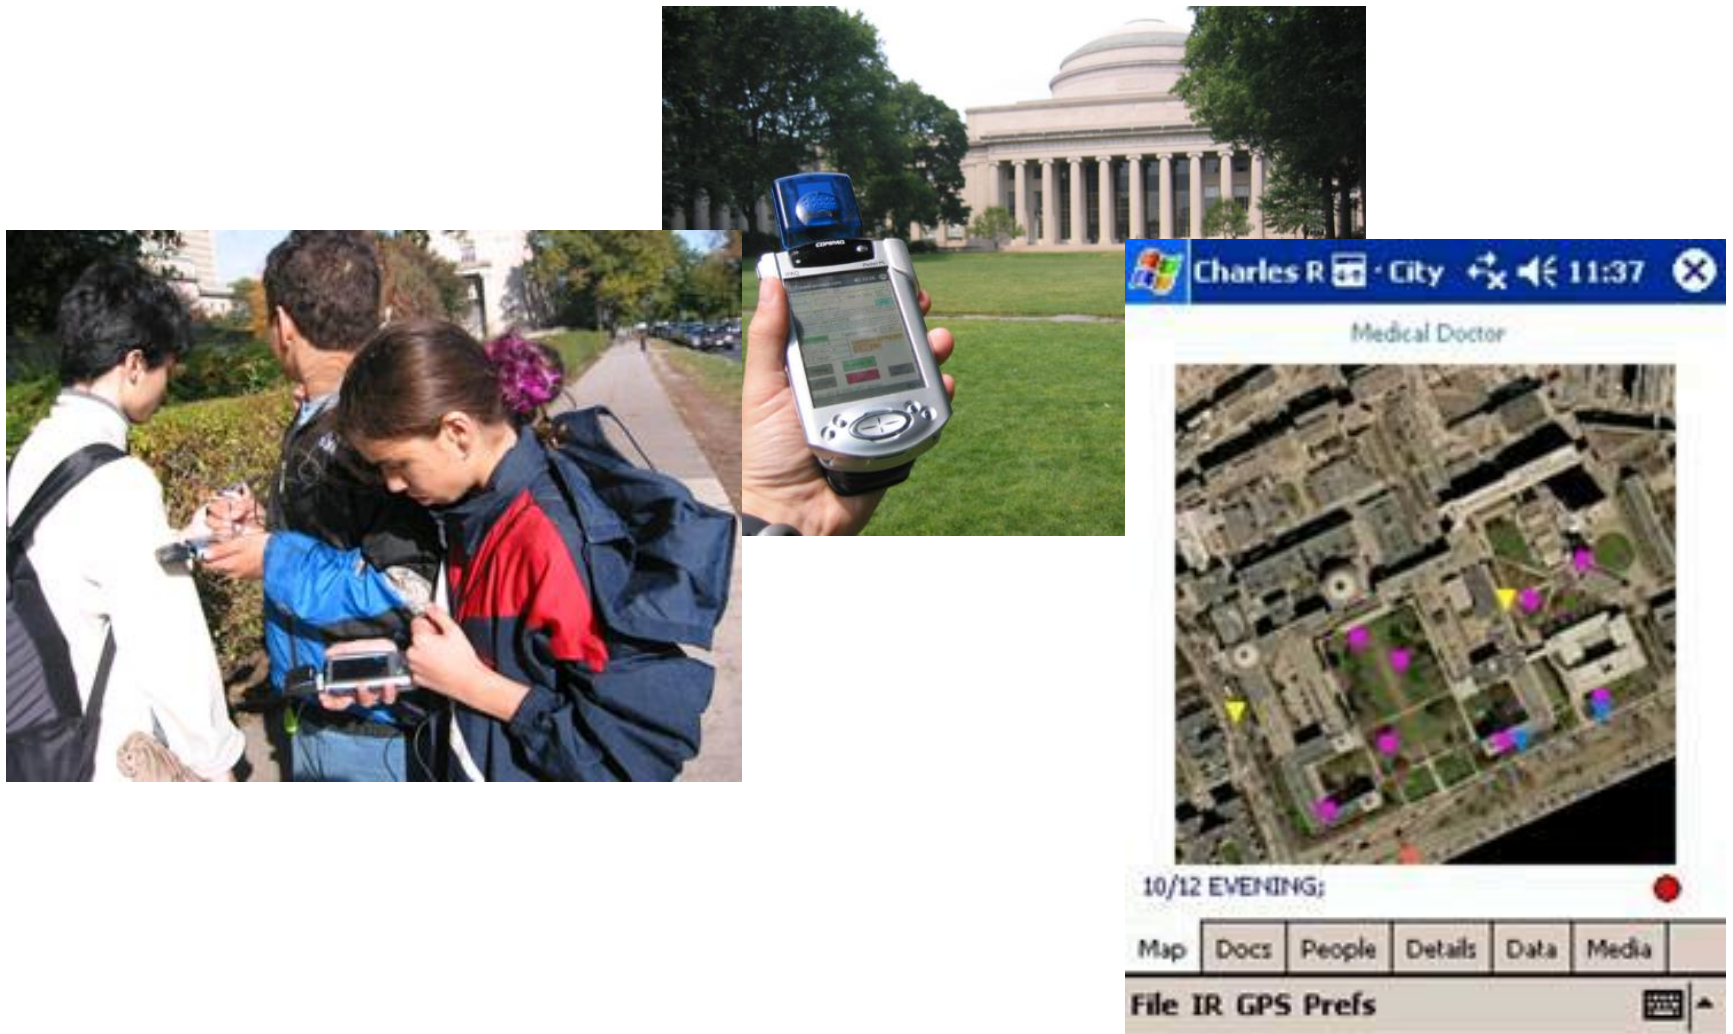 COMPAQ
Charles R · City 11:37
Medical Doctor
10/12 EVENING;
Map Docs People Details Data Media
File IR GPS Prefs